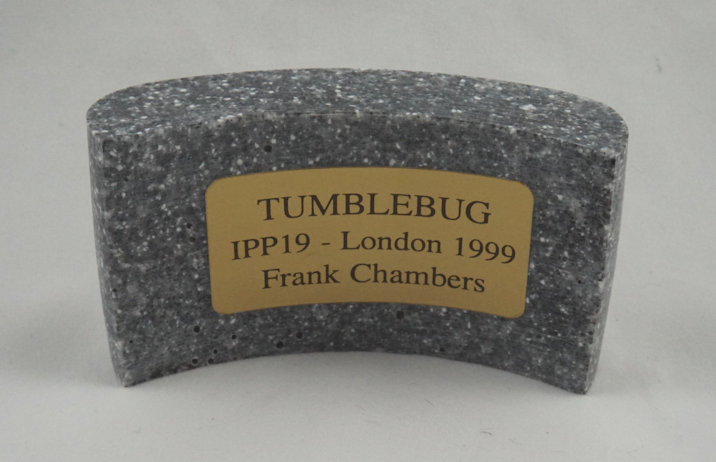 TUMBLEBUG
IPP19 - London 1999
Frank Chambers